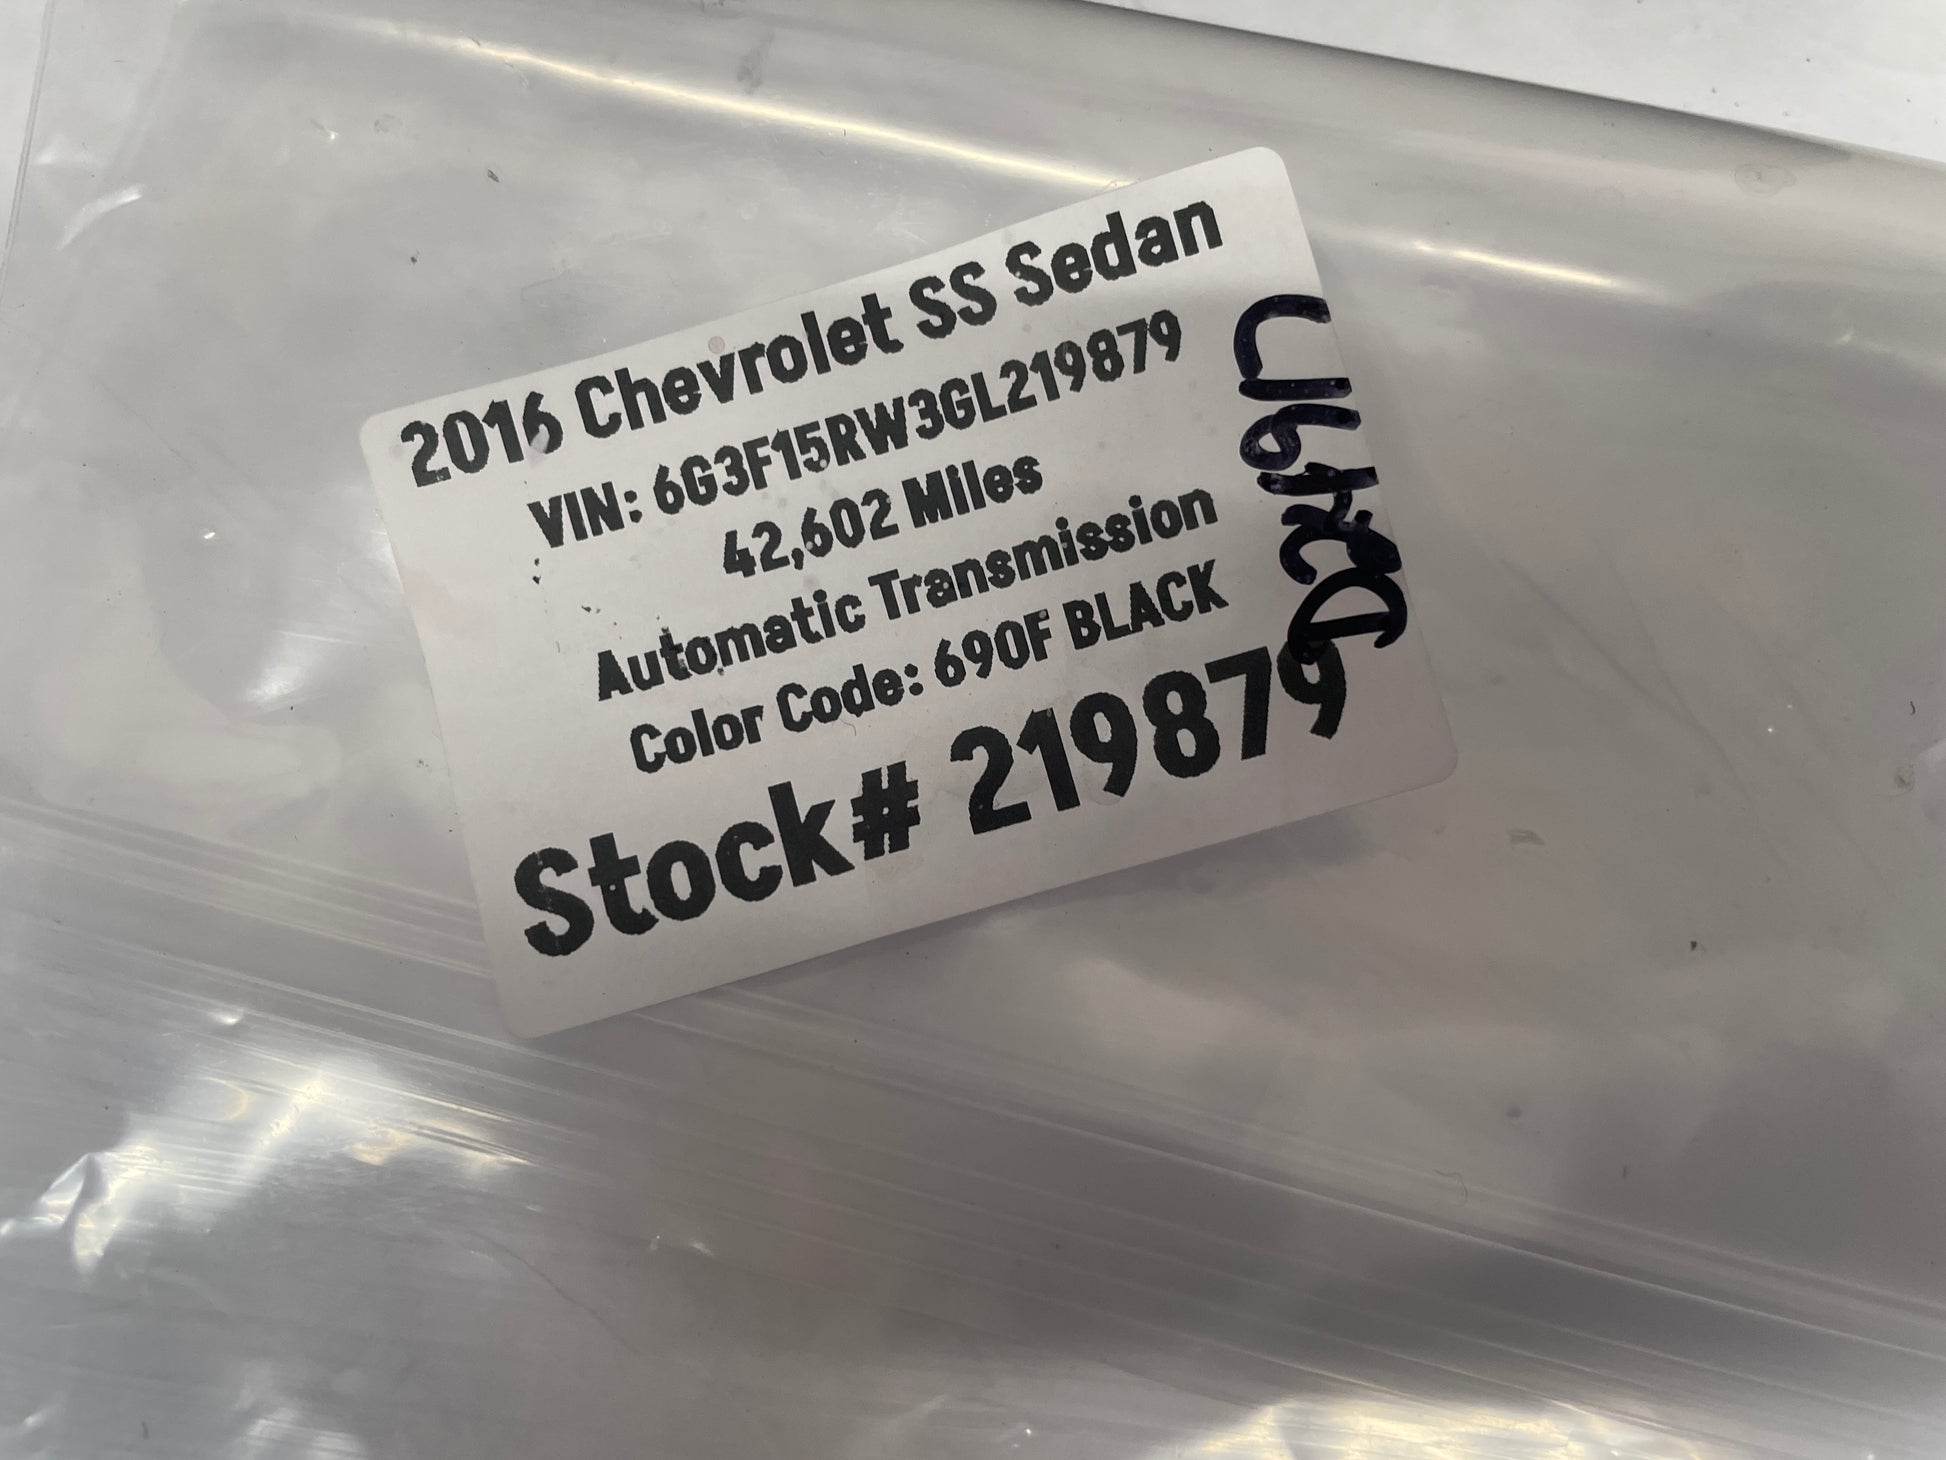 2016 Chevrolet SS Sedan
VIN: 6G3F15RW3GL219879
42,602 Miles
Automatic Transmission
Color Code: 690F BLACK
Stock# 219879